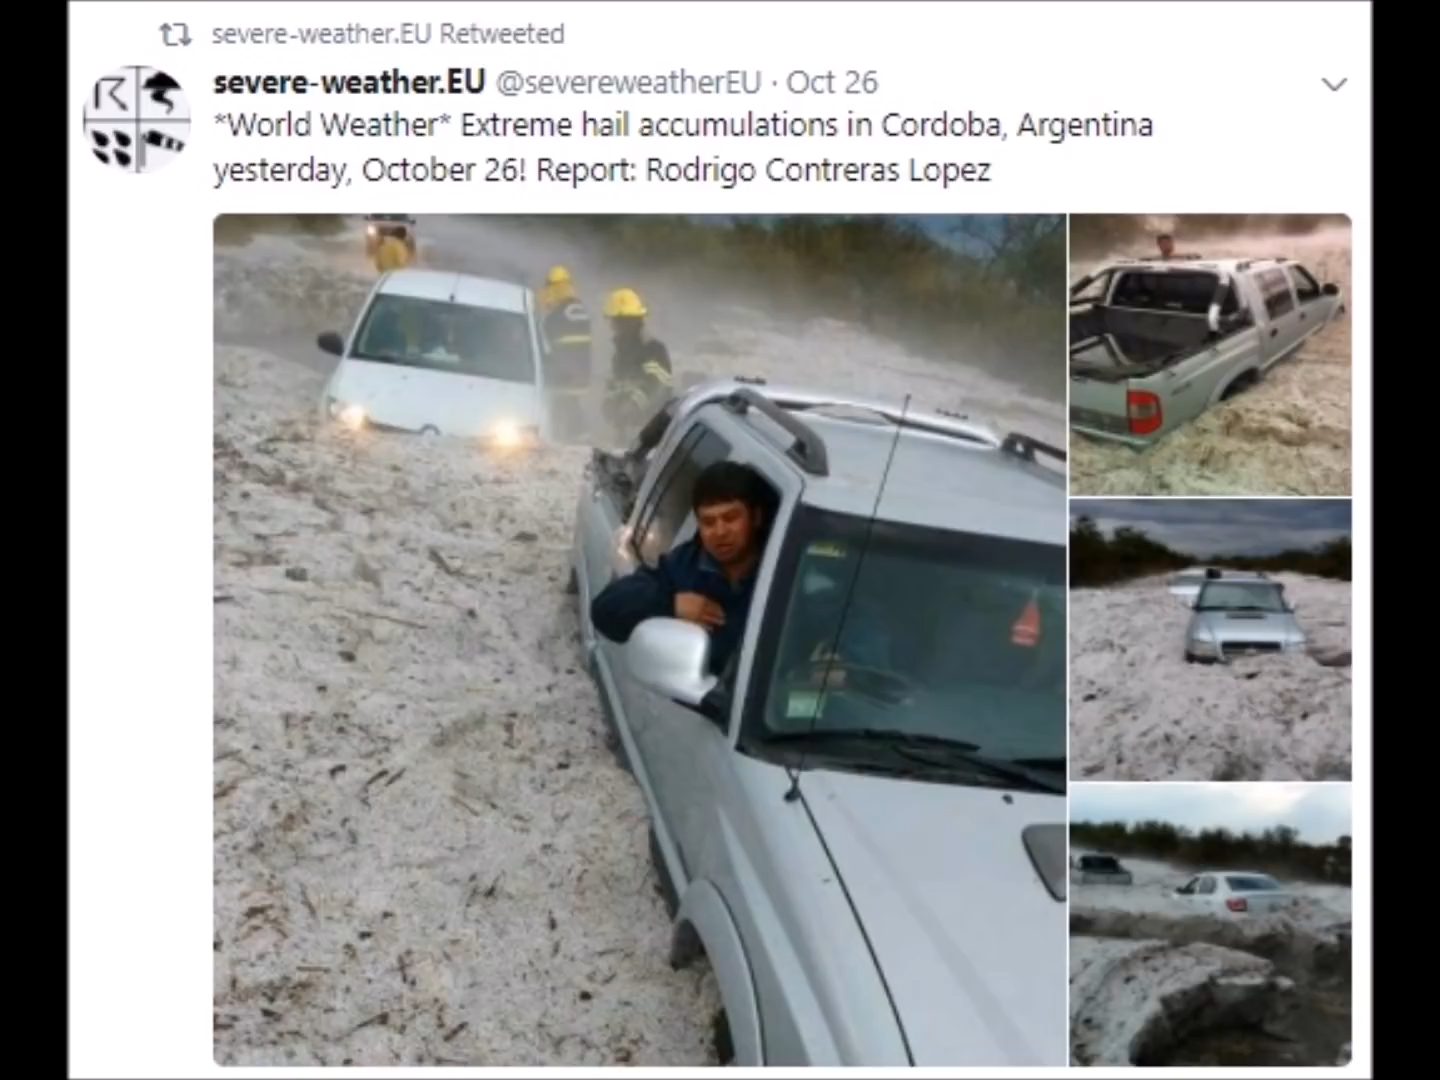 severe-weather.EU Retweeted
severe-weather.EU @severeweatherEU · Oct 26
*World Weather* Extreme hail accumulations in Cordoba, Argentina
yesterday, October 26! Report: Rodrigo Contreras Lopez